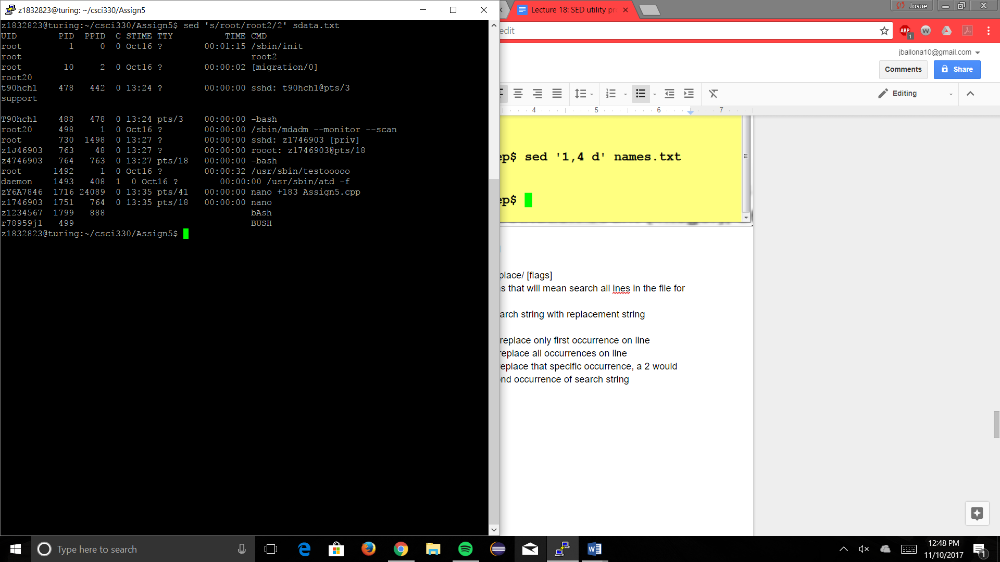 z1832823@turing: ~/csci330/Assign5
z1832823@turing:~/csci330/Assign5$ sed 's/root/root2/2' sdata.txt
UID        PID  PPID  C STIME TTY          TIME CMD
root         1     0  0 Oct16 ?        00:01:15 /sbin/init
root                                            root2
root        10     2  0 Oct16 ?        00:00:02 [migration/0]
root20
t90hch1    478   442  0 13:24 ?        00:00:00 sshd: t90hch1@pts/3
support
T90hch1    488   478  0 13:24 pts/3    00:00:00 -bash
root20     498     1  0 Oct16 ?        00:00:00 /sbin/mdadm --monitor --scan
root       730  1498  0 13:27 ?        00:00:00 sshd: z1746903 [priv]
z1J46903   763    48  0 13:27 ?        00:00:00 rooot: z1746903@pts/18
z4746903   764   763  0 13:27 pts/18   00:00:00 -bash
root      1492     1  0 Oct16 ?        00:00:32 /usr/sbin/testooooo
daemon    1493   408  1  0 Oct16 ?        00:00:00 /usr/sbin/atd -f
zY6A7846  1716 24089  0 13:35 pts/41   00:00:00 nano +183 Assign5.cpp
z1746903  1751   764  0 13:35 pts/18   00:00:00 nano
z1234567  1799   888                            bAsh
r78959j1   499                                  BUSH
z1832823@turing:~/csci330/Assign5$
Lecture 18: SED utility pr
Josue
edit
ABP
1
W
jballona10@gmail.com
Comments
Share
Editing
4 5 6 7
ep$ sed '1,4 d' names.txt
ep$
place/ [flags]
s that will mean search all ines in the file for
arch string with replacement string
replace only first occurrence on line
replace all occurrences on line
eplace that specific occurrence, a 2 would
ond occurrence of search string
Type here to search
12:48 PM
11/10/2017
1